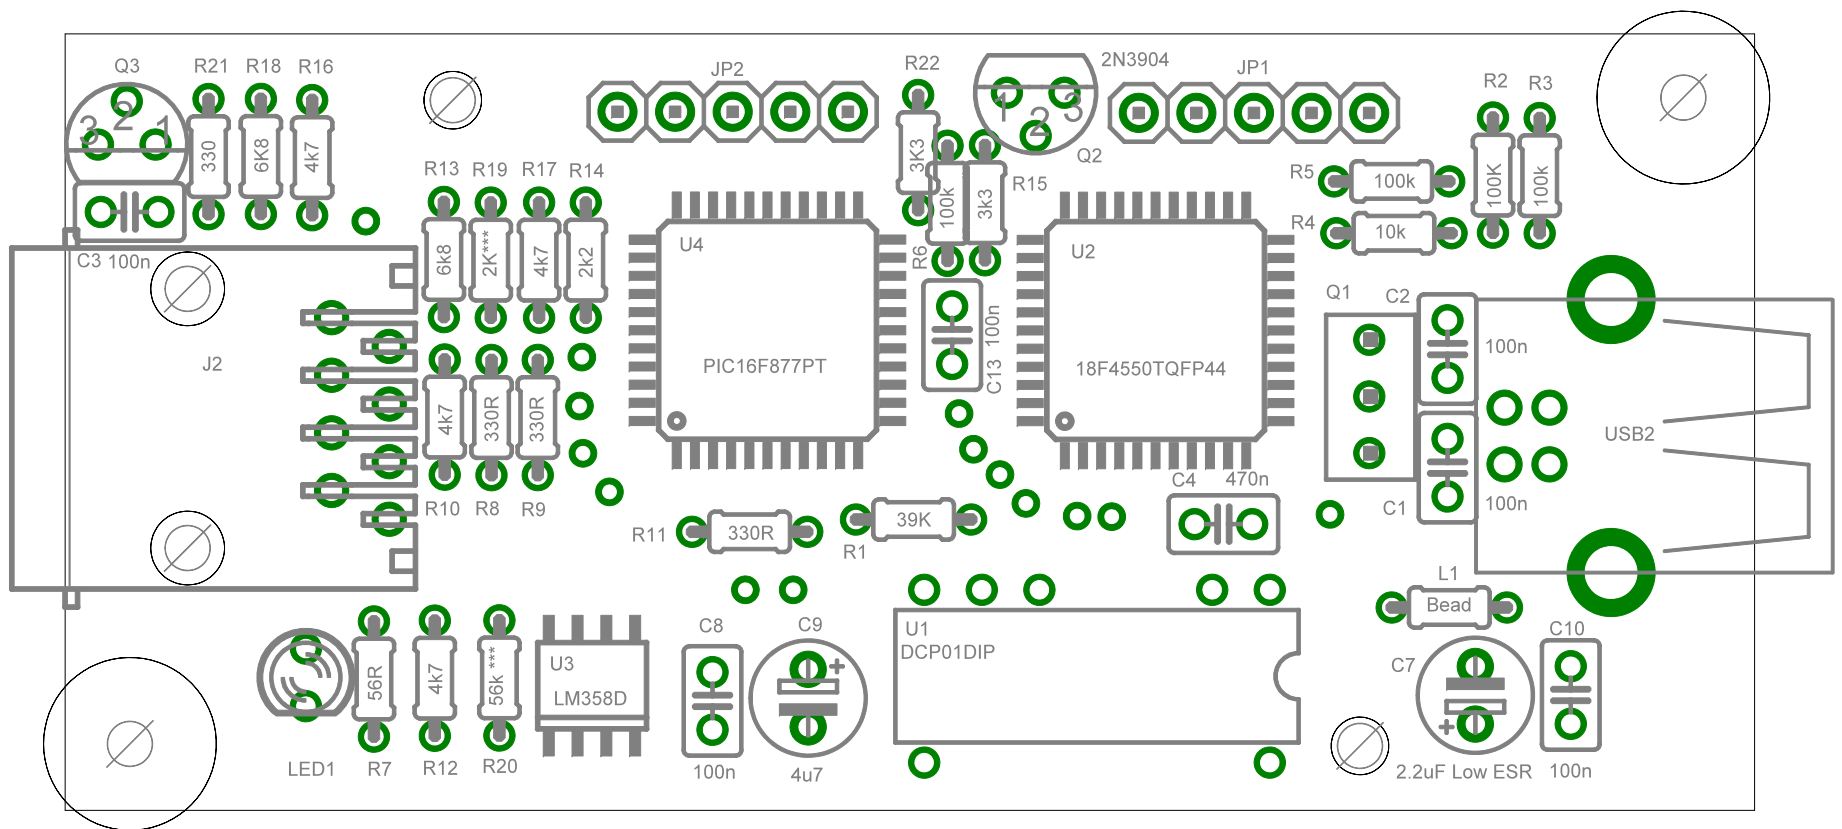 Q3
R21
R18
R16
JP2
R22
2N3904
JP1
R2
R3
3
2
1
330
6K8
4k7
3K3
1
2
3
Q2
R13
R19
R17
R14
100k
3k3
R15
R5
100k
100K
100k
R4
10k
C3
100n
6k8
2K***
4k7
2k2
U4
R6
U2
Q1
C2
J2
PIC16F877PT
100n
C13
18F4550TQFP44
100n
4k7
330R
330R
USB2
R10
R8
R9
C4
470n
C1
100n
R11
330R
R1
39K
L1
Bead
C8
C9
U1
DCP01DIP
C10
56R
4k7
56k ***
U3
LM358D
+
C7
+
LED1
R7
R12
R20
100n
4u7
2.2uF Low ESR
100n